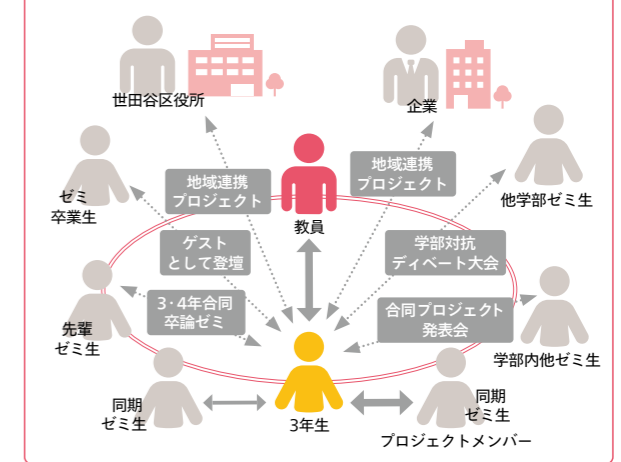 世田谷区役所
企業
地域連携
プロジェクト
地域連携
プロジェクト
ゼミ
卒業生
教員
他学部ゼミ生
ゲスト
として登壇
学部対抗
ディベート大会
3・4年合同
卒論ゼミ
合同プロジェクト
発表会
先輩
ゼミ生
学部内他ゼミ生
同期
ゼミ生
3年生
同期
ゼミ生
プロジェクトメンバー